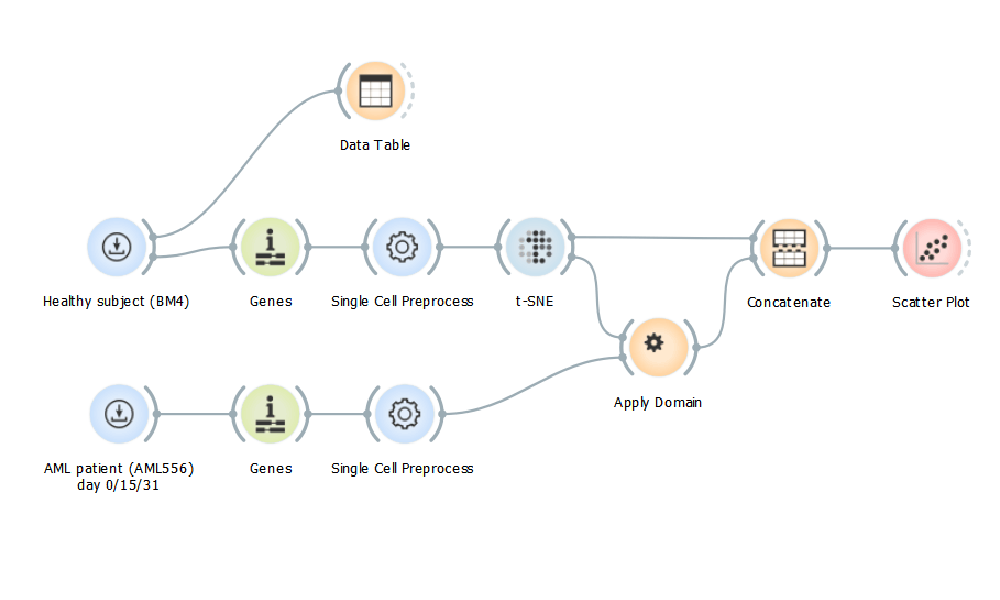 Data Table
Healthy subject (BM4)
Genes
Single Cell Preprocess
t-SNE
Concatenate
Scatter Plot
Apply Domain
AML patient (AML556)
day 0/15/31
Genes
Single Cell Preprocess